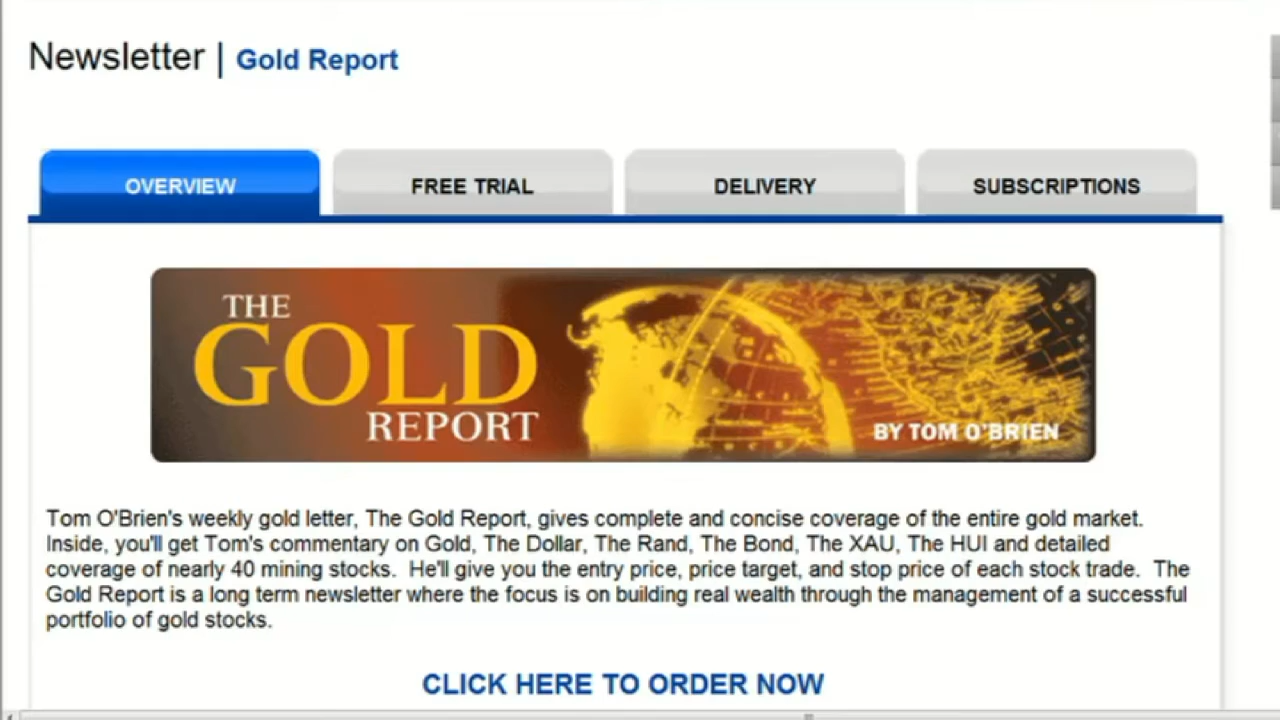 Newsletter | Gold Report
OVERVIEW
FREE TRIAL
DELIVERY
SUBSCRIPTIONS
THE
GOLD
REPORT
BY TOM O'BRIEN
Tom O'Brien's weekly gold letter, The Gold Report, gives complete and concise coverage of the entire gold market.
Inside, you'll get Tom's commentary on Gold, The Dollar, The Rand, The Bond, The XAU, The HUI and detailed
coverage of nearly 40 mining stocks.  He'll give you the entry price, price target, and stop price of each stock trade.  The
Gold Report is a long term newsletter where the focus is on building real wealth through the management of a successful
portfolio of gold stocks.
CLICK HERE TO ORDER NOW